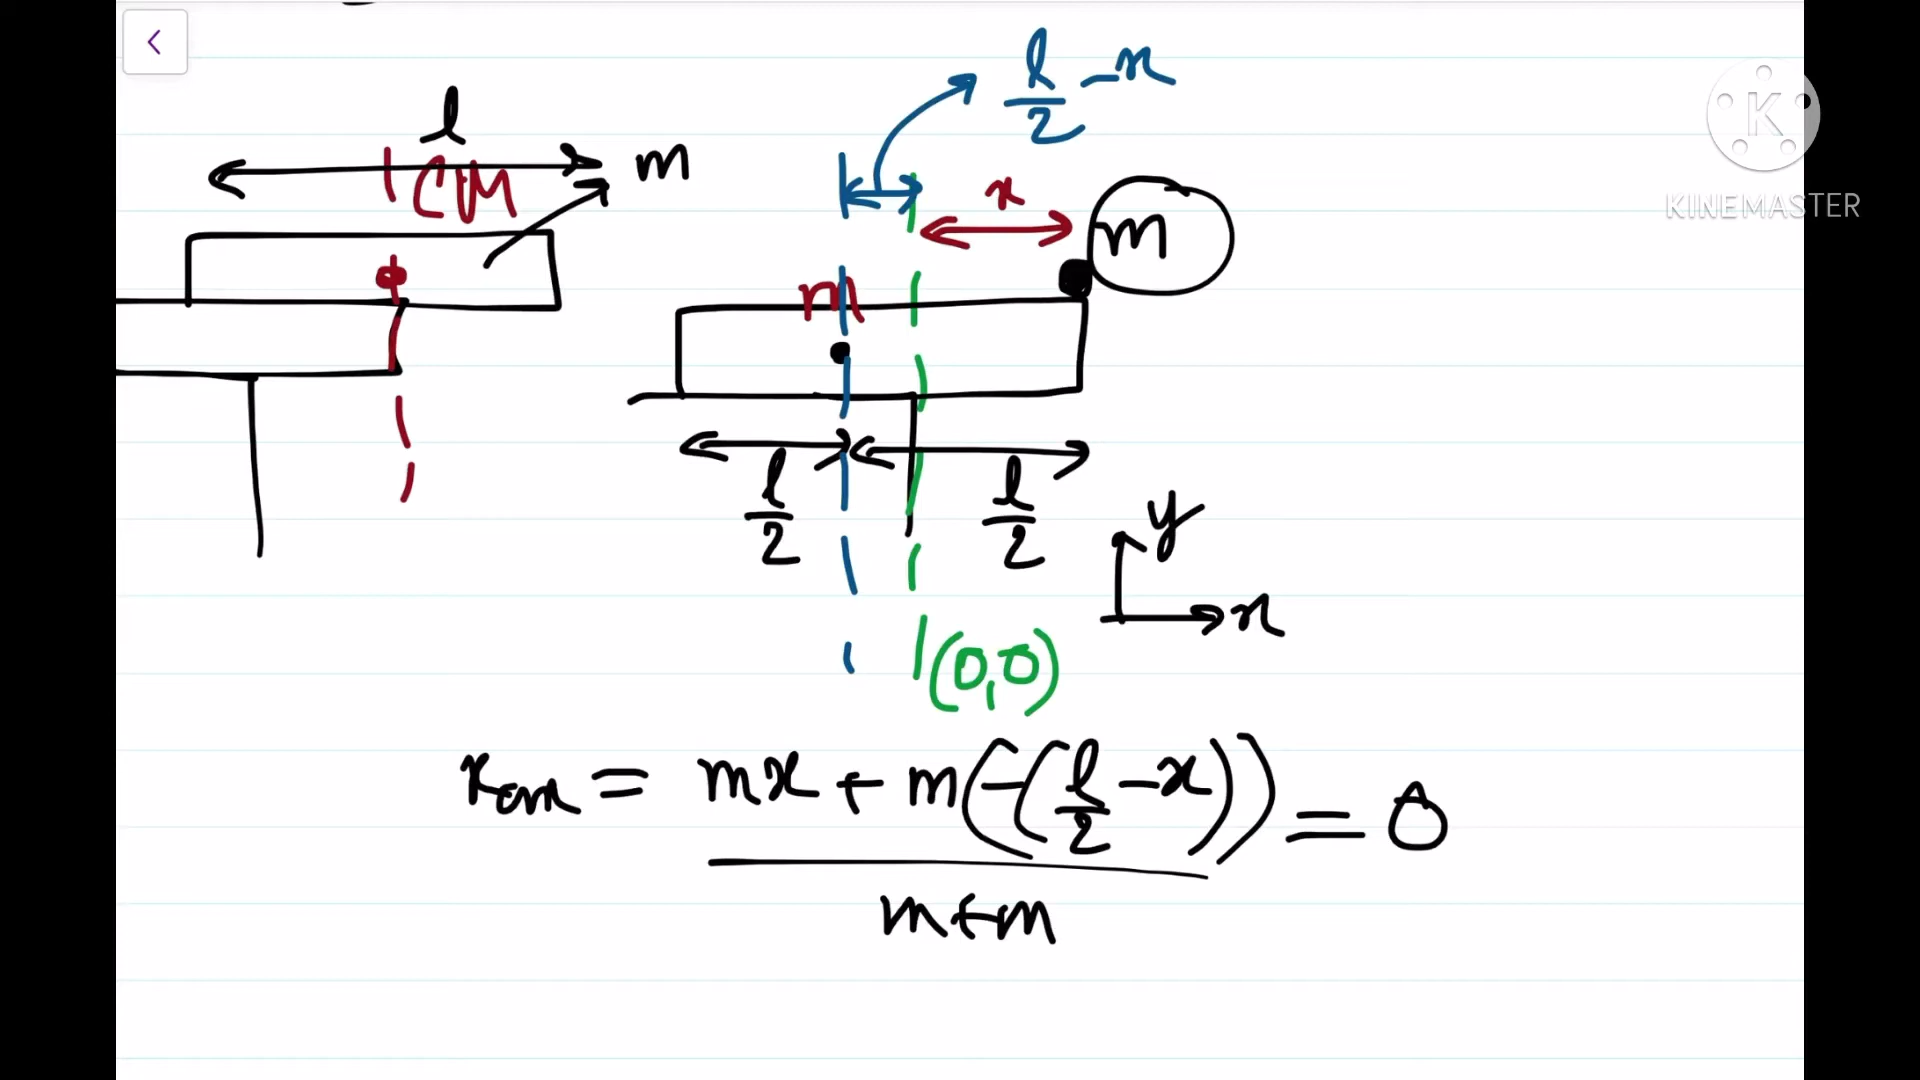 l
CM
m
l/2 - x
x
m
m
l/2
l/2
y
x
(0,0)
x_cm = (mx + m(-(l/2 - x)))/(m+m) = 0
K
KINEMASTER